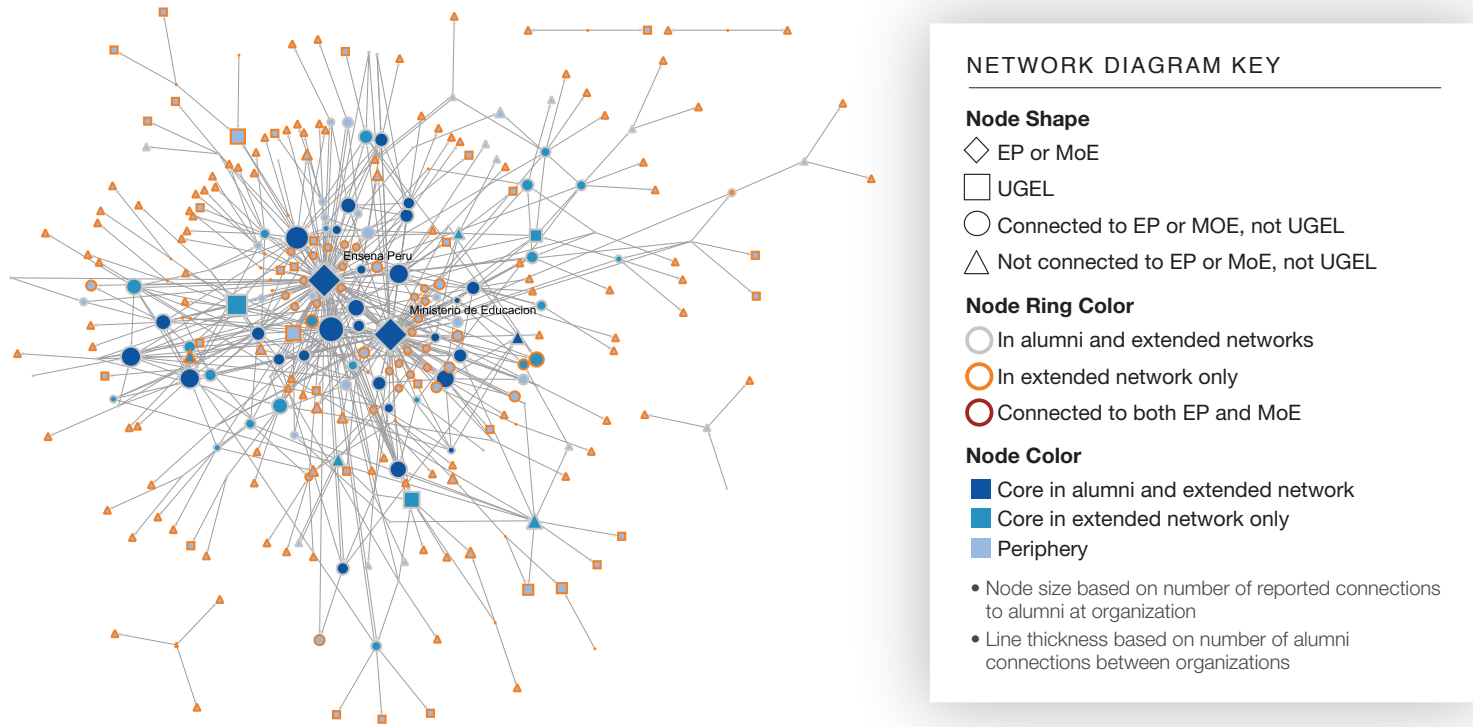 Ensena Peru
Ministerio de Educacion
NETWORK DIAGRAM KEY
Node Shape
EP or MoE
UGEL
Connected to EP or MOE, not UGEL
Not connected to EP or MoE, not UGEL
Node Ring Color
In alumni and extended networks
In extended network only
Connected to both EP and MoE
Node Color
Core in alumni and extended network
Core in extended network only
Periphery
• Node size based on number of reported connections
to alumni at organization
• Line thickness based on number of alumni
connections between organizations